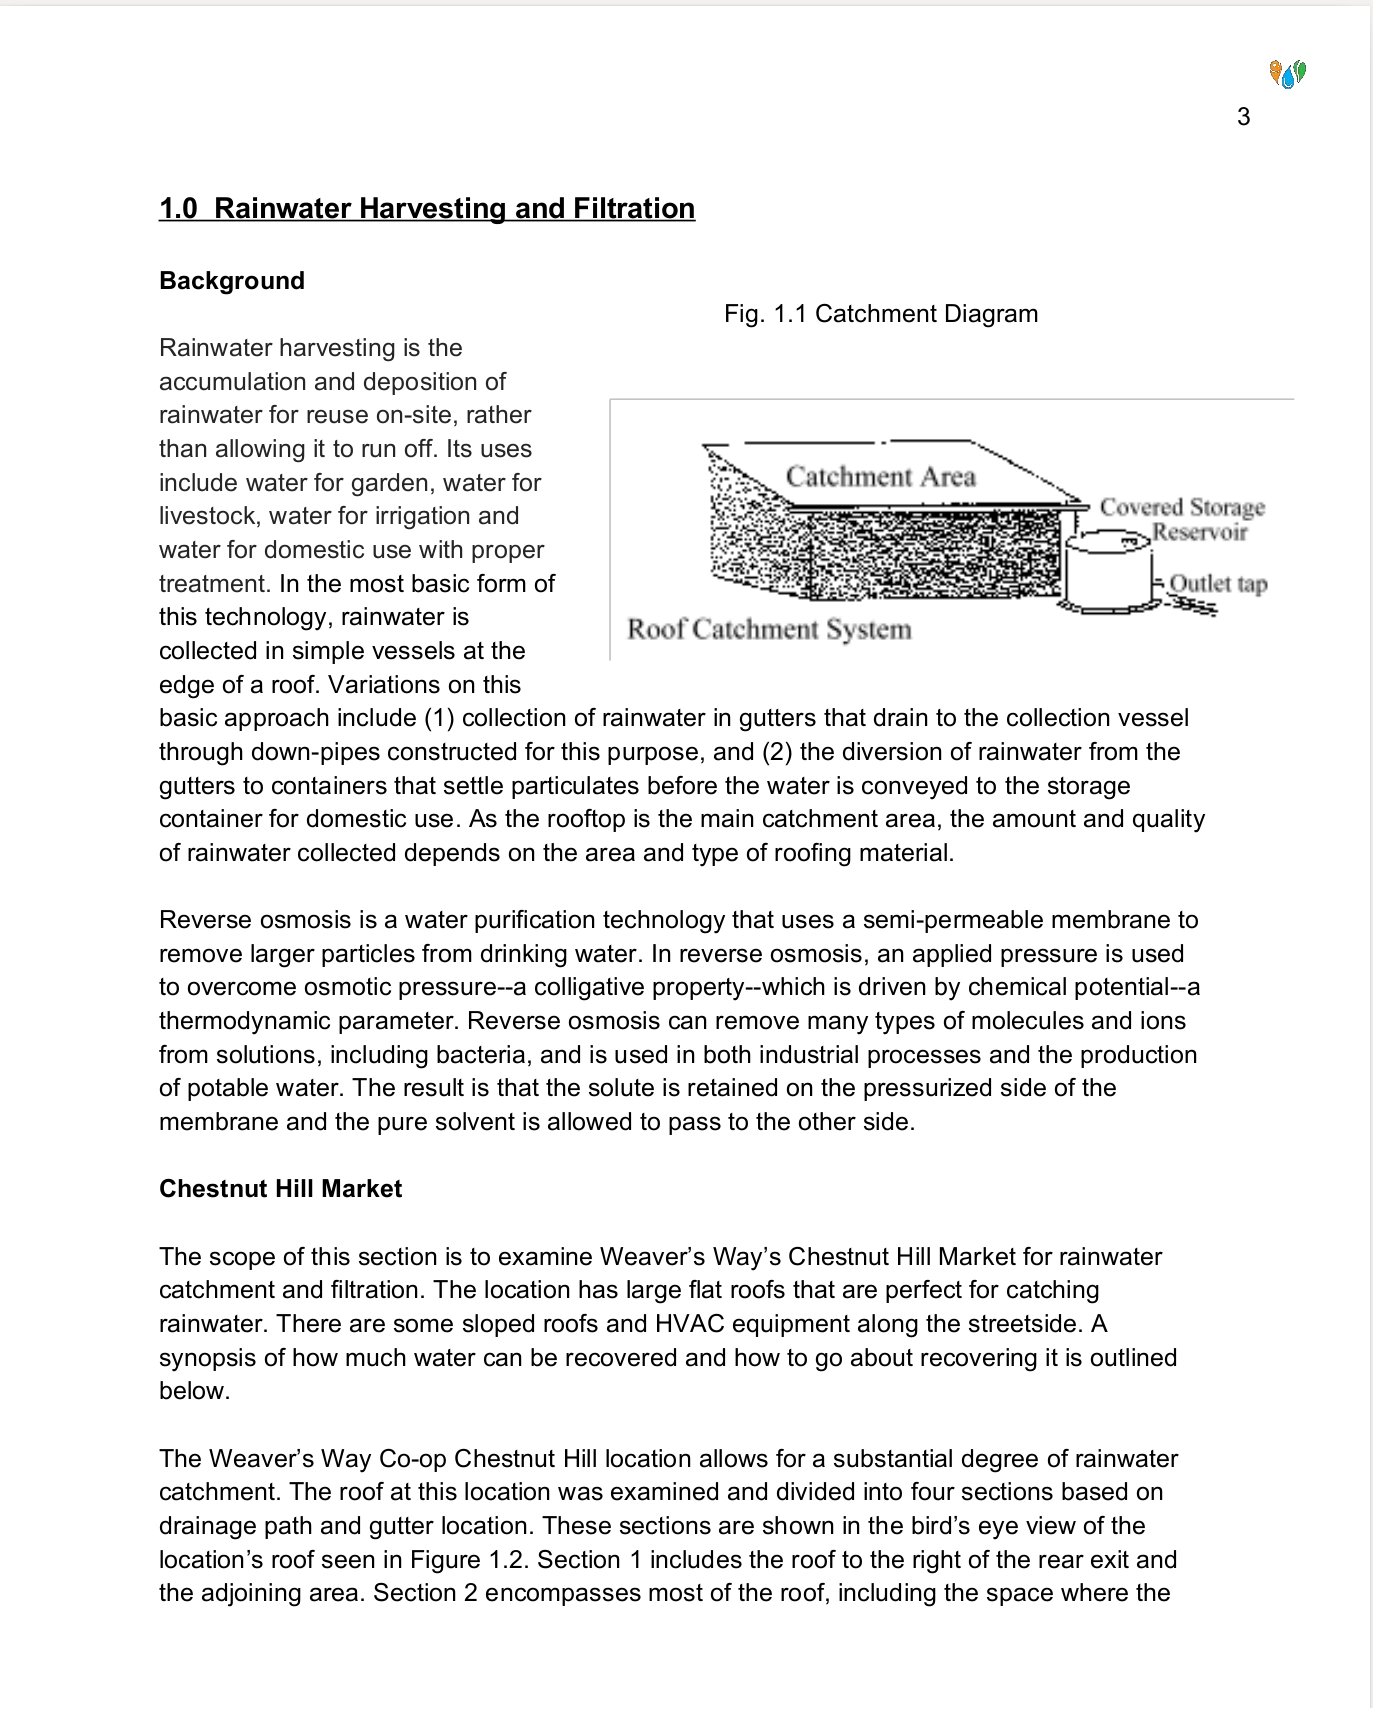 3
1.0  Rainwater Harvesting and Filtration
Background
Fig. 1.1 Catchment Diagram
Rainwater harvesting is the
accumulation and deposition of
rainwater for reuse on-site, rather
than allowing it to run off. Its uses
include water for garden, water for
livestock, water for irrigation and
water for domestic use with proper
treatment. In the most basic form of
this technology, rainwater is
collected in simple vessels at the
edge of a roof. Variations on this
Catchment Area
Covered Storage
Reservoir
Outlet tap
Roof Catchment System
basic approach include (1) collection of rainwater in gutters that drain to the collection vessel
through down-pipes constructed for this purpose, and (2) the diversion of rainwater from the
gutters to containers that settle particulates before the water is conveyed to the storage
container for domestic use. As the rooftop is the main catchment area, the amount and quality
of rainwater collected depends on the area and type of roofing material.
Reverse osmosis is a water purification technology that uses a semi-permeable membrane to
remove larger particles from drinking water. In reverse osmosis, an applied pressure is used
to overcome osmotic pressure--a colligative property--which is driven by chemical potential--a
thermodynamic parameter. Reverse osmosis can remove many types of molecules and ions
from solutions, including bacteria, and is used in both industrial processes and the production
of potable water. The result is that the solute is retained on the pressurized side of the
membrane and the pure solvent is allowed to pass to the other side.
Chestnut Hill Market
The scope of this section is to examine Weaver’s Way’s Chestnut Hill Market for rainwater
catchment and filtration. The location has large flat roofs that are perfect for catching
rainwater. There are some sloped roofs and HVAC equipment along the streetside. A
synopsis of how much water can be recovered and how to go about recovering it is outlined
below.
The Weaver’s Way Co-op Chestnut Hill location allows for a substantial degree of rainwater
catchment. The roof at this location was examined and divided into four sections based on
drainage path and gutter location. These sections are shown in the bird’s eye view of the
location’s roof seen in Figure 1.2. Section 1 includes the roof to the right of the rear exit and
the adjoining area. Section 2 encompasses most of the roof, including the space where the